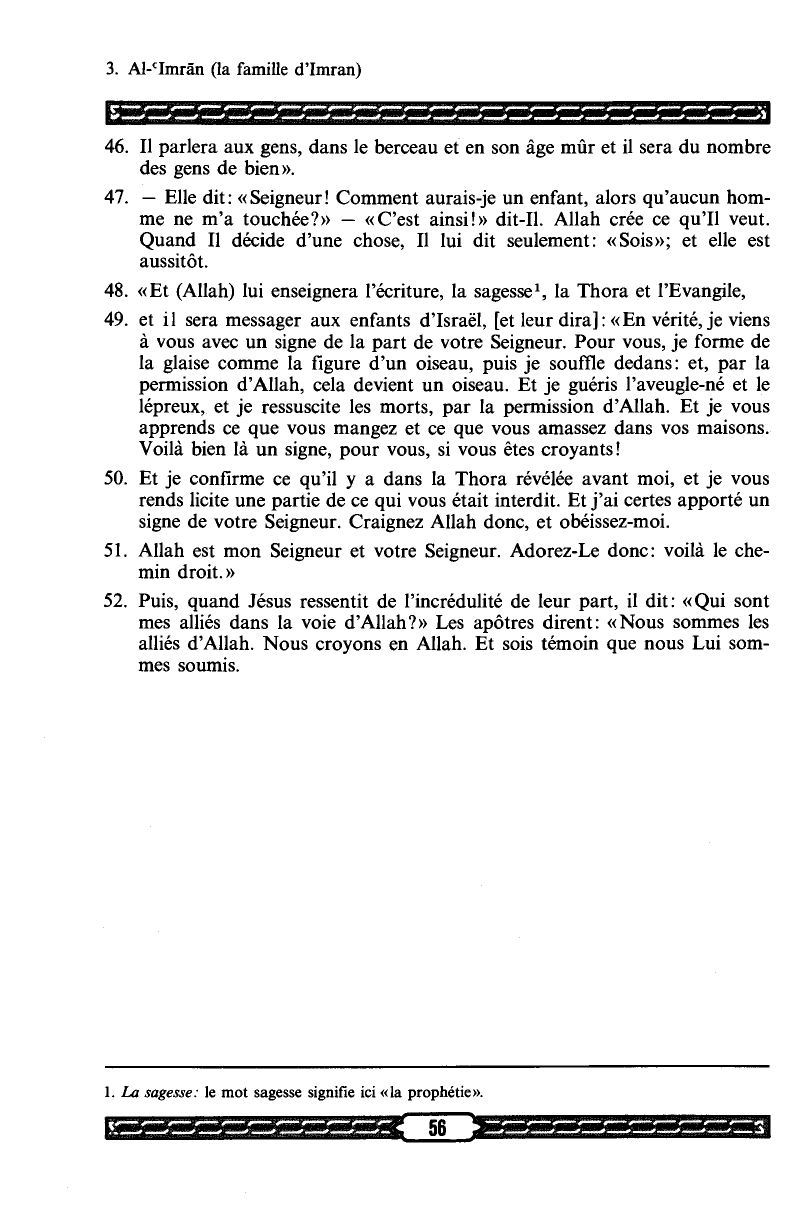 3. Al-ʿImrān (la famille d'Imran)
46. Il parlera aux gens, dans le berceau et en son âge mûr et il sera du nombre
des gens de bien».
47. — Elle dit: «Seigneur! Comment aurais-je un enfant, alors qu'aucun hom-
me ne m'a touchée?» — «C'est ainsi!» dit-Il. Allah crée ce qu'Il veut.
Quand Il décide d'une chose, Il lui dit seulement: «Sois»; et elle est
aussitôt.
48. «Et (Allah) lui enseignera l'écriture, la sagesse¹, la Thora et l'Evangile,
49. et il sera messager aux enfants d'Israël, [et leur dira]: «En vérité, je viens
à vous avec un signe de la part de votre Seigneur. Pour vous, je forme de
la glaise comme la figure d'un oiseau, puis je souffle dedans: et, par la
permission d'Allah, cela devient un oiseau. Et je guéris l'aveugle-né et le
lépreux, et je ressuscite les morts, par la permission d'Allah. Et je vous
apprends ce que vous mangez et ce que vous amassez dans vos maisons.
Voilà bien là un signe, pour vous, si vous êtes croyants!
50. Et je confirme ce qu'il y a dans la Thora révélée avant moi, et je vous
rends licite une partie de ce qui vous était interdit. Et j'ai certes apporté un
signe de votre Seigneur. Craignez Allah donc, et obéissez-moi.
51. Allah est mon Seigneur et votre Seigneur. Adorez-Le donc: voilà le che-
min droit.»
52. Puis, quand Jésus ressentit de l'incrédulité de leur part, il dit: «Qui sont
mes alliés dans la voie d'Allah?» Les apôtres dirent: «Nous sommes les
alliés d'Allah. Nous croyons en Allah. Et sois témoin que nous Lui som-
mes soumis.
1. La sagesse: le mot sagesse signifie ici «la prophétie».
56